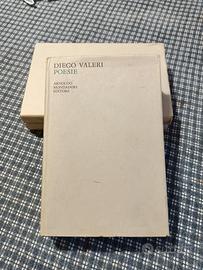 DIEGO VALERI
POESIE
ARNOLDO
MONDADORI
EDITORE